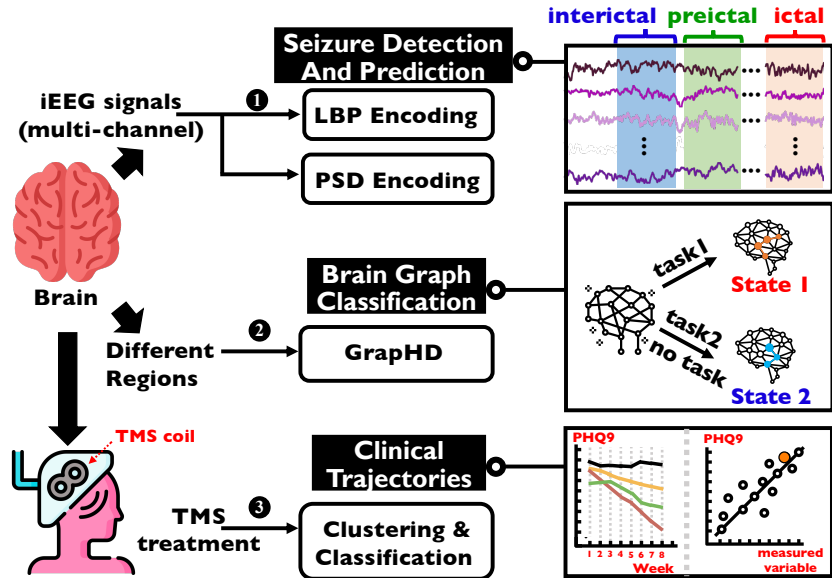 interictal preictal ictal
Seizure Detection
And Prediction
iEEG signals
(multi-channel)
1
LBP Encoding
PSD Encoding
Brain
Brain Graph
Classification
task1
State 1
2
GrapHD
Different
Regions
task2
no task
State 2
TMS coil
Clinical
Trajectories
PHQ9
PHQ9
TMS
treatment
3
Clustering &
Classification
1 2 3 4 5 6 7 8
Week
measured
variable